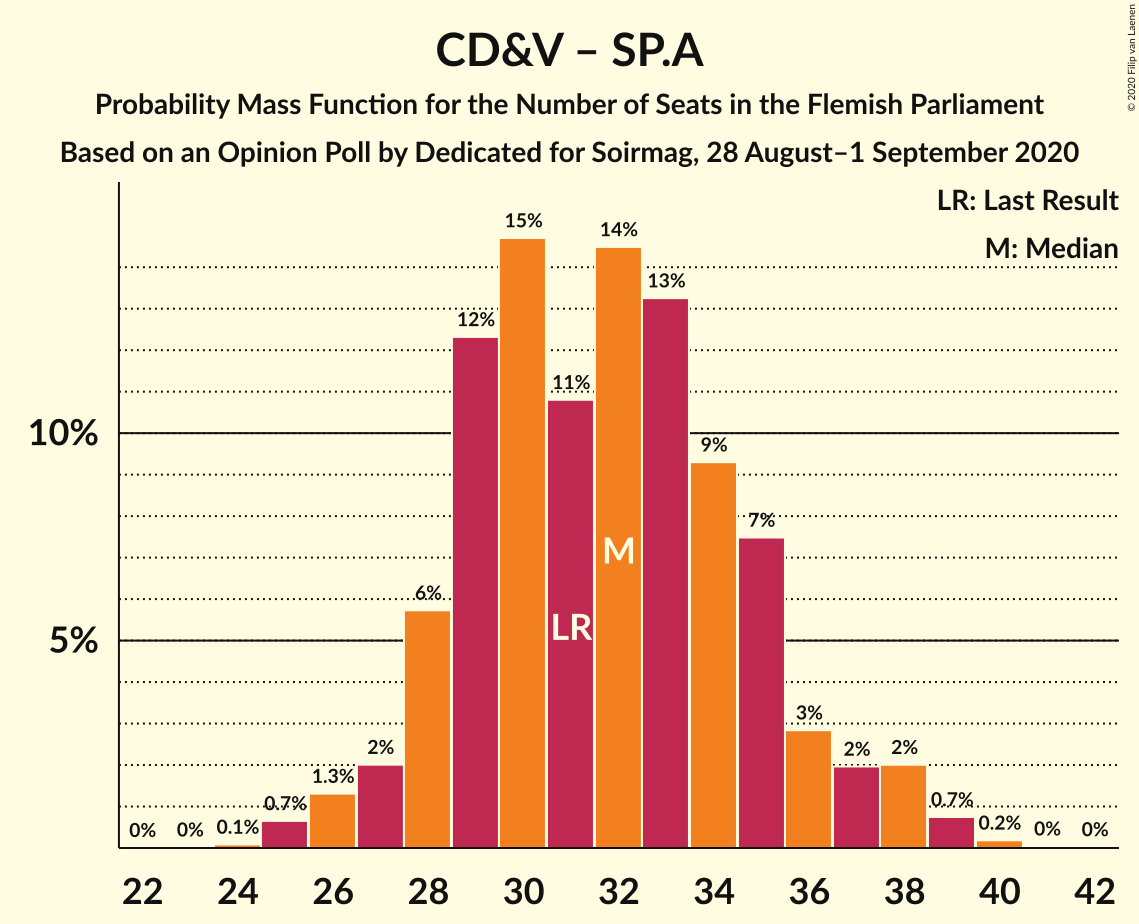 CD&V – SP.A
Probability Mass Function for the Number of Seats in the Flemish Parliament
Based on an Opinion Poll by Dedicated for Soirmag, 28 August–1 September 2020
© 2020 Filip van Laenen
LR: Last Result
M: Median
10%
5%
0% 0% 0.1% 0.7% 1.3% 2% 6% 12% 15% 11% 14% 13% 9% 7% 3% 2% 2% 0.7% 0.2% 0% 0%
M
LR
22 24 26 28 30 32 34 36 38 40 42